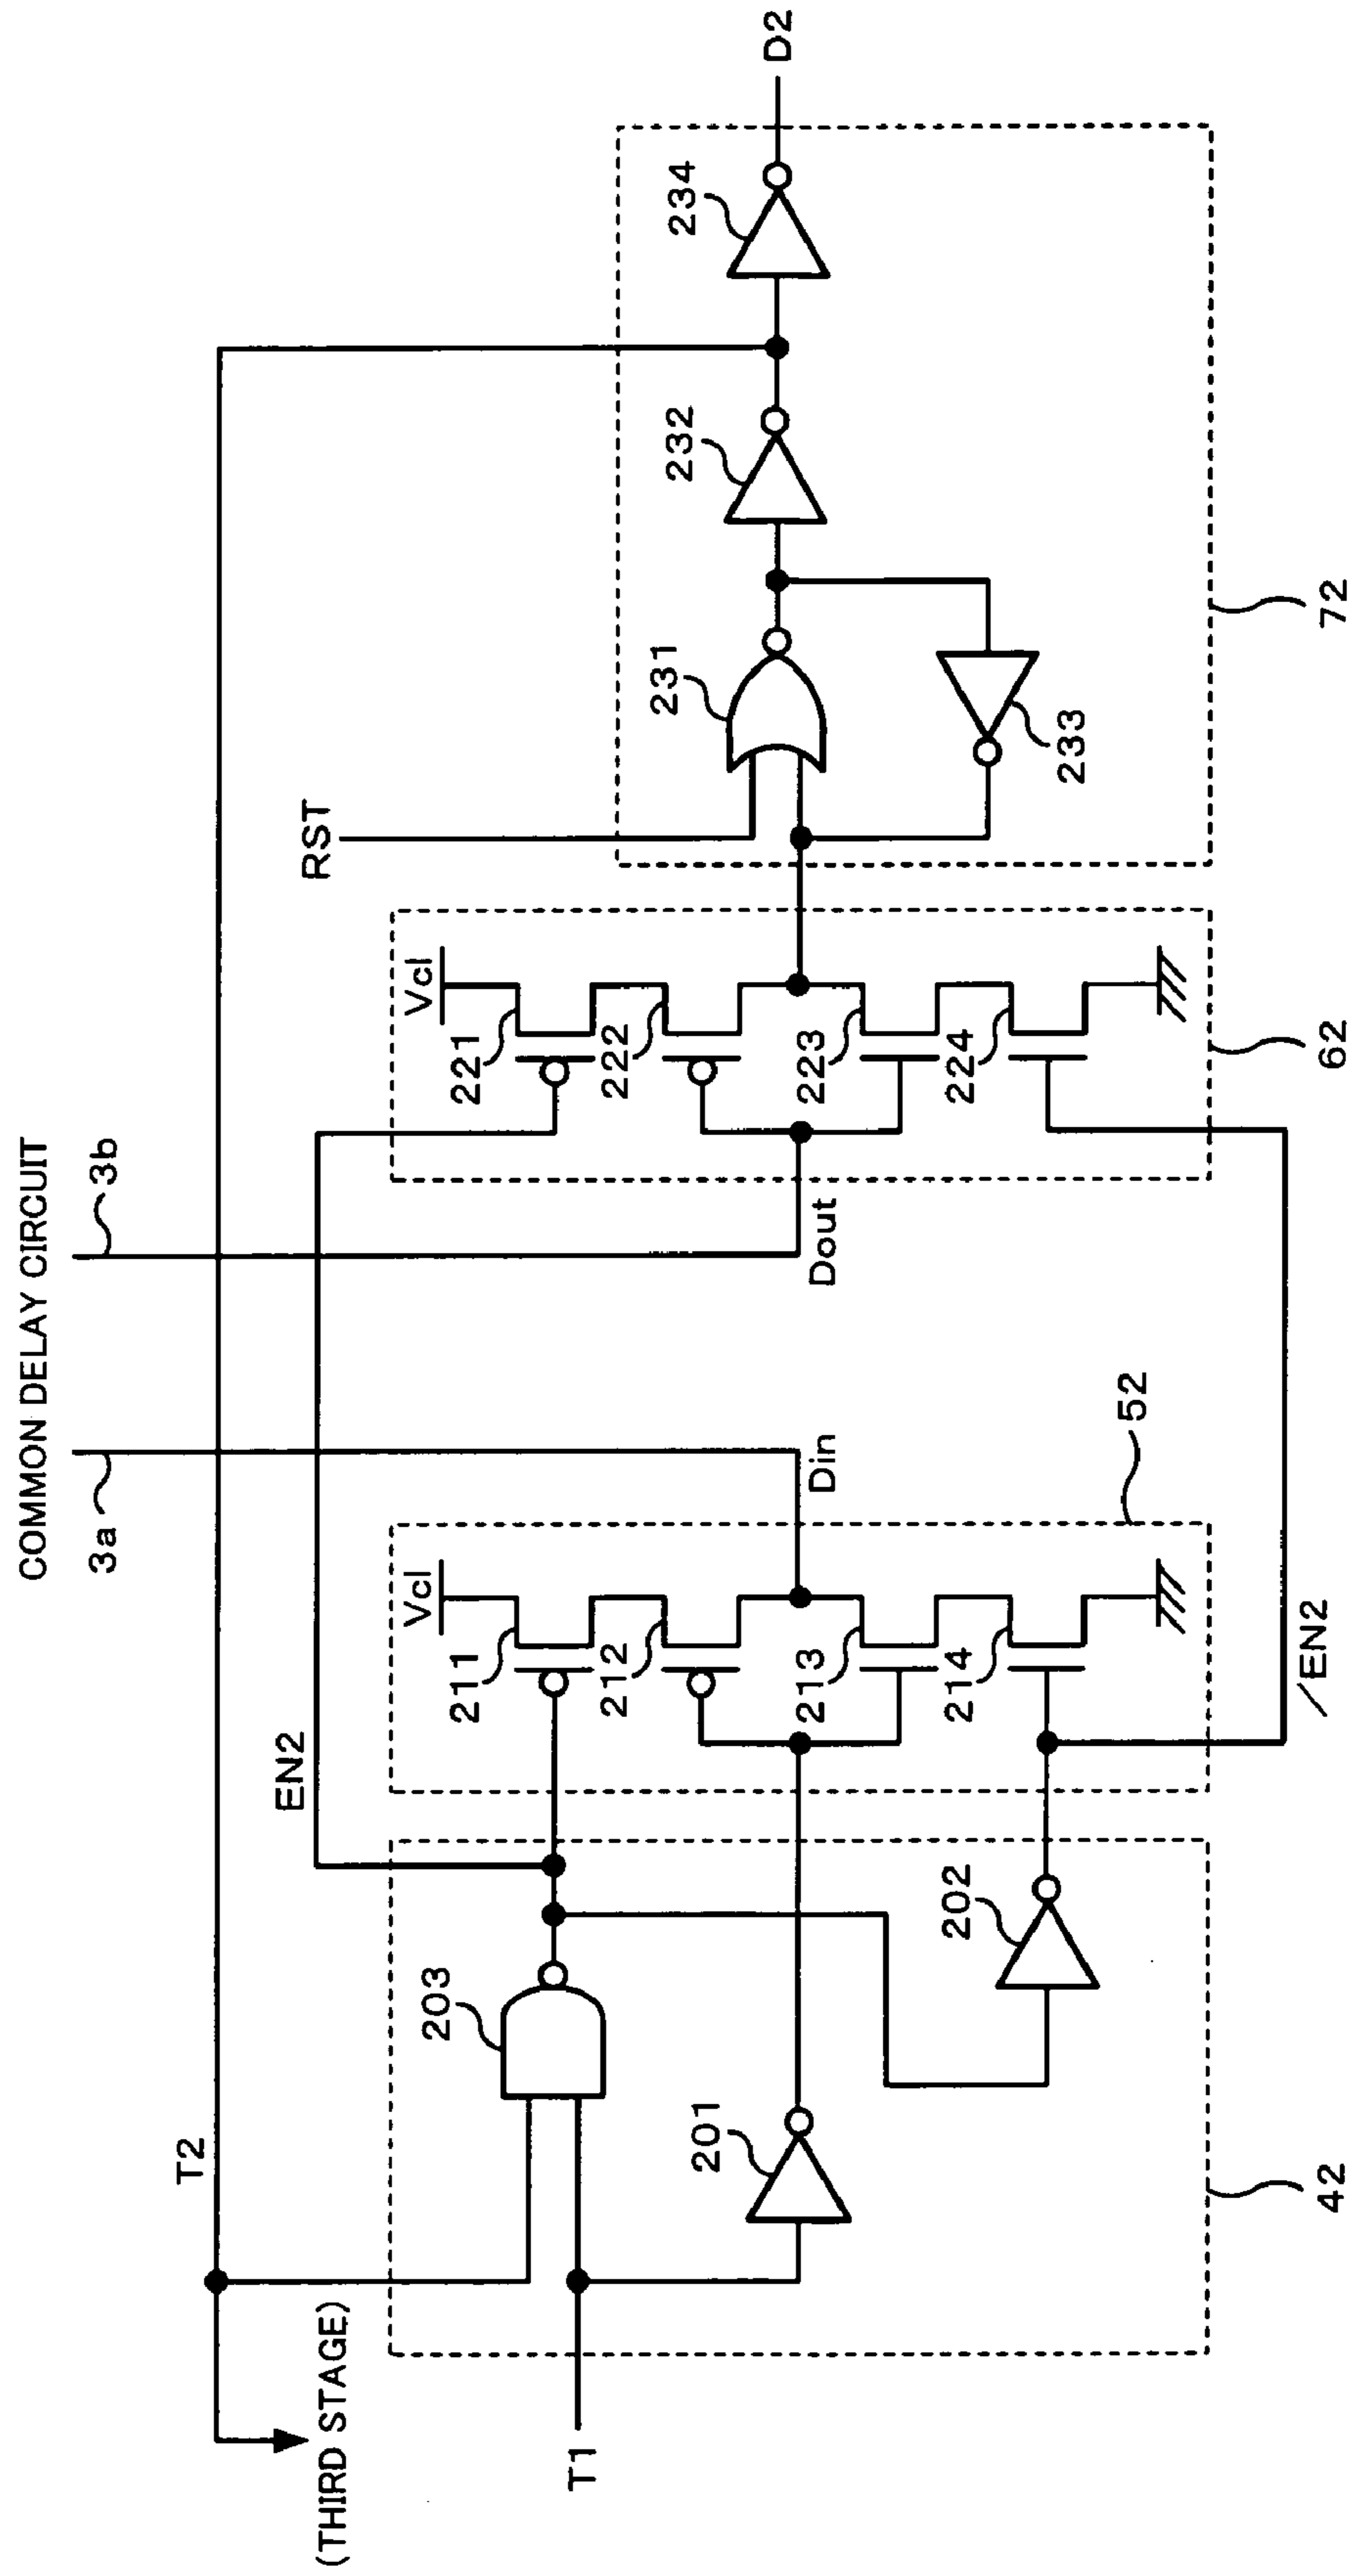 COMMON DELAY CIRCUIT
3a
3b
T2
(THIRD STAGE)
EN2
RST
T1
203
201
202
42
Vcl
211
212
213
214
52
Din
Dout
/EN2
Vcl
221
222
223
224
62
231
232
233
234
72
D2